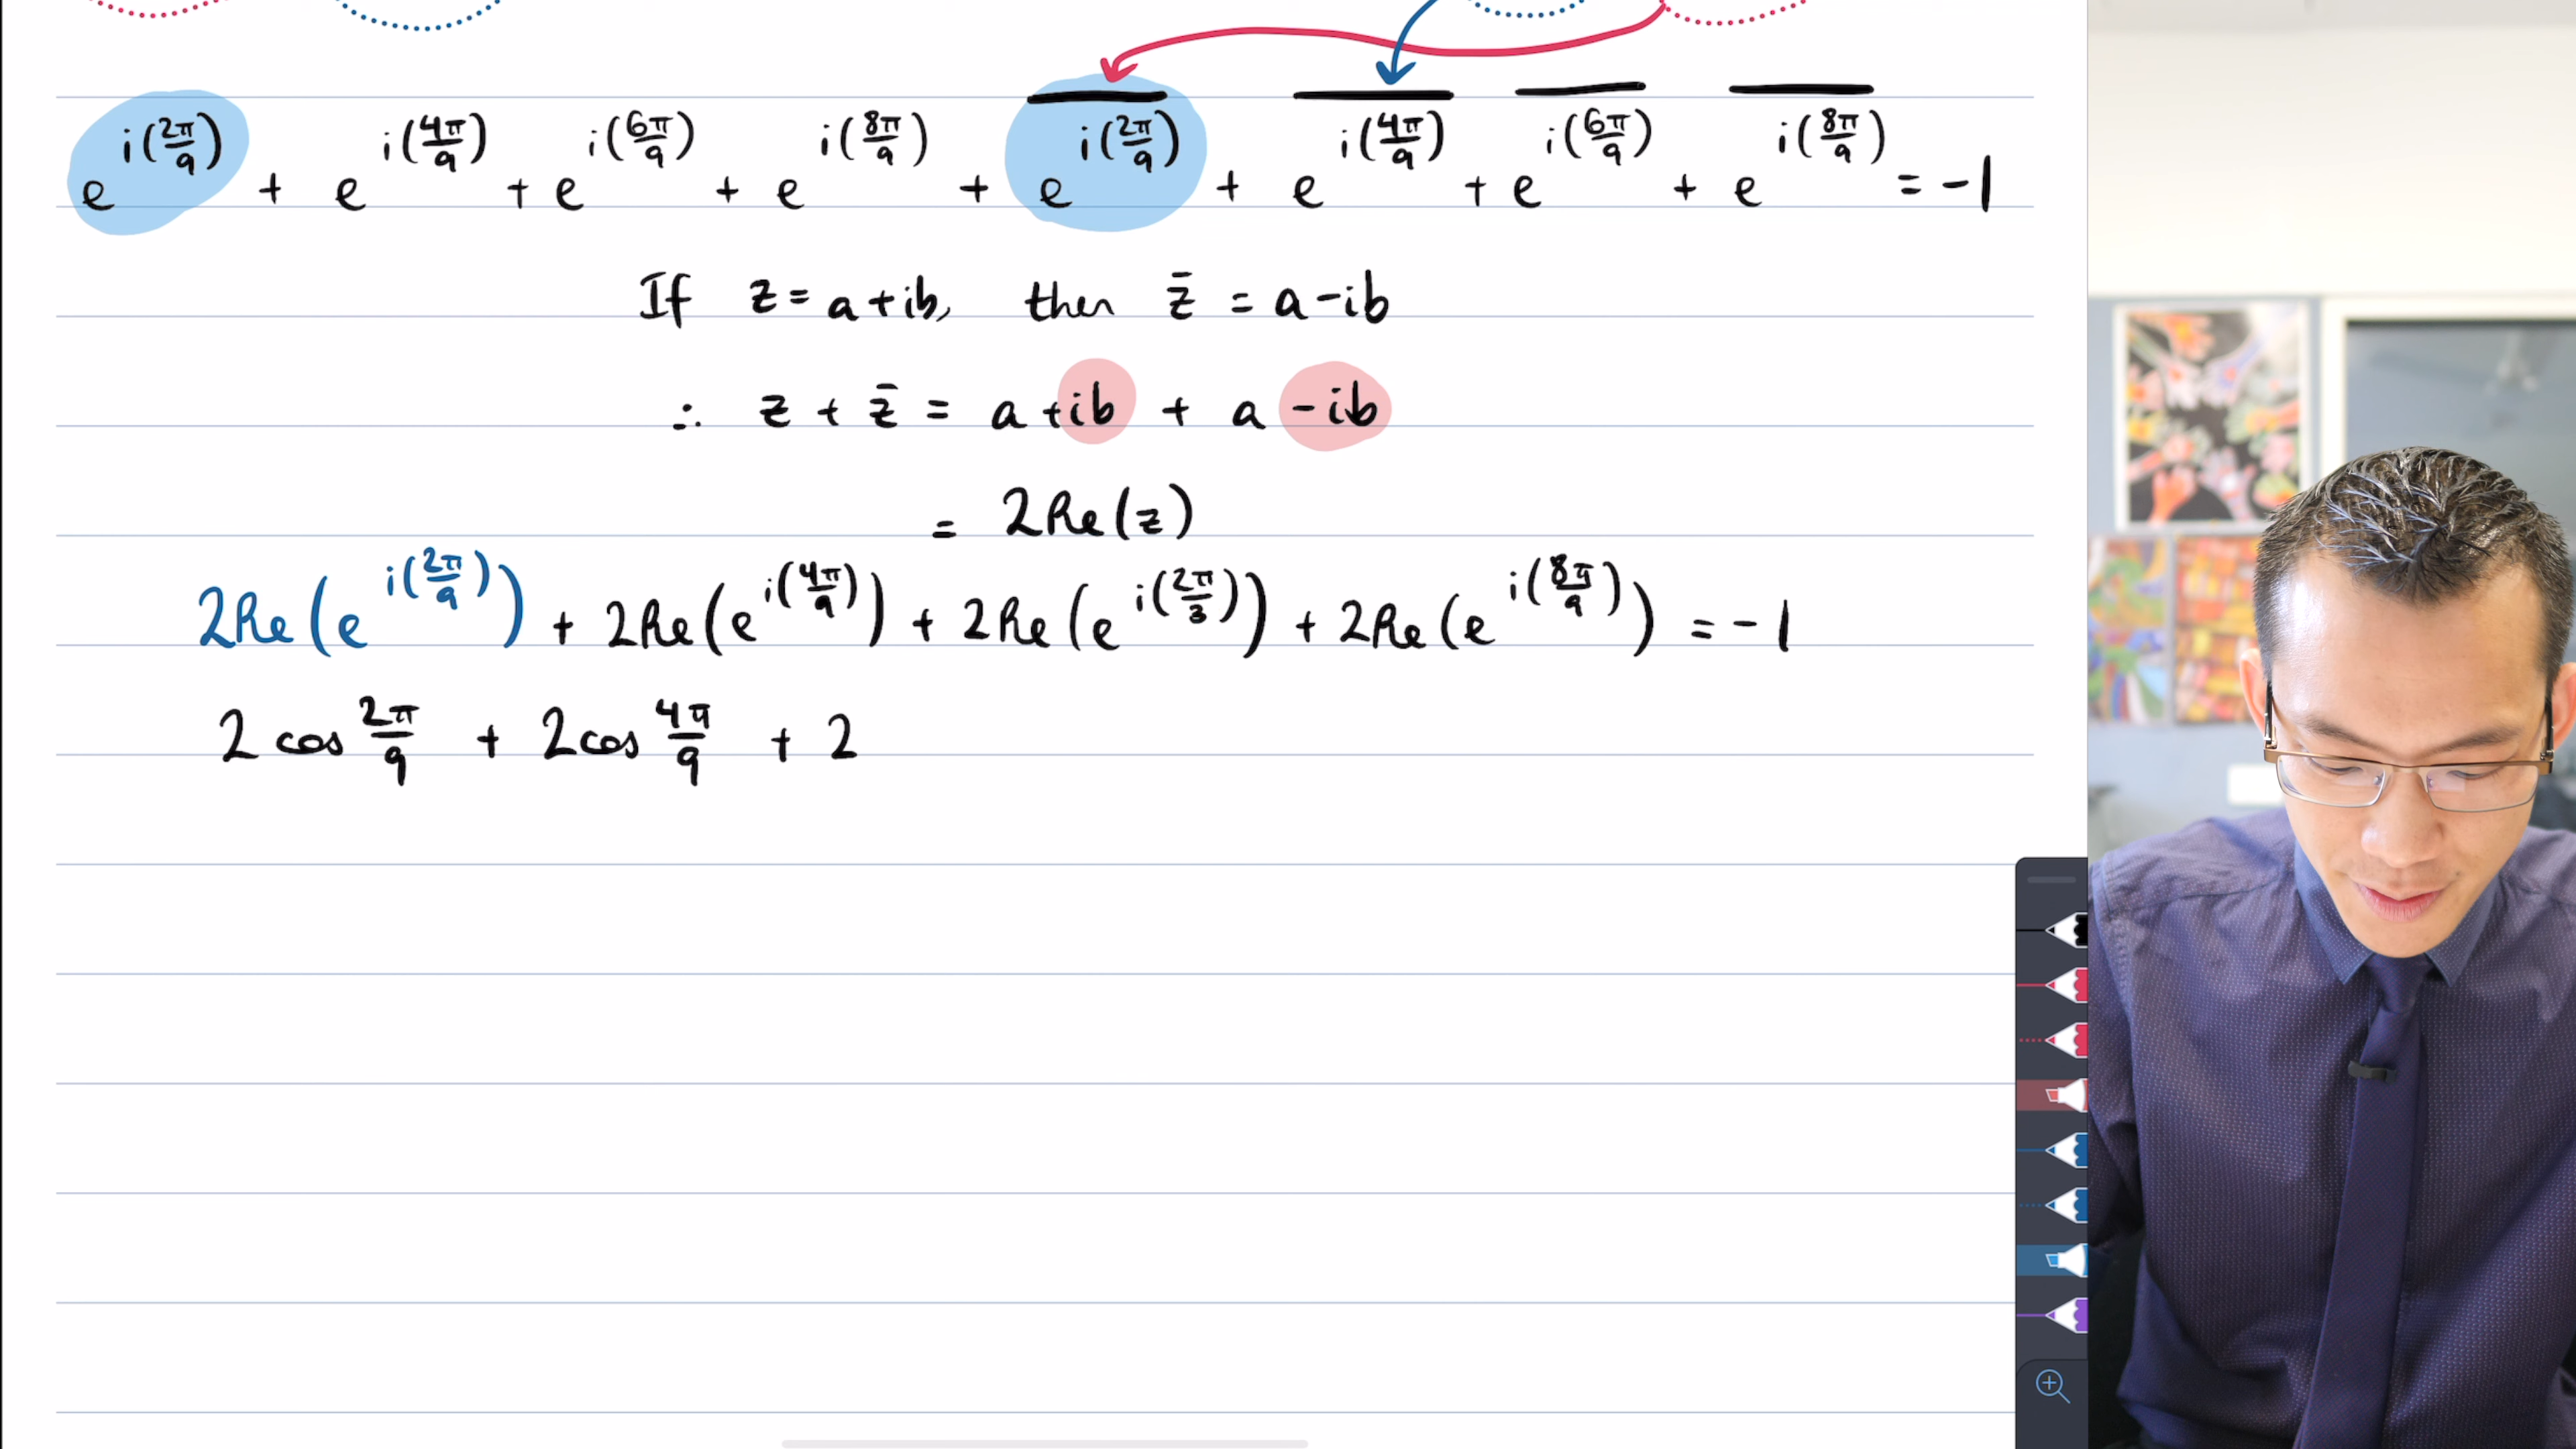 e^{i(2π/9)} + e^{i(4π/9)} + e^{i(6π/9)} + e^{i(8π/9)} + \overline{e^{i(2π/9)}} + \overline{e^{i(4π/9)}} + \overline{e^{i(6π/9)}} + \overline{e^{i(8π/9)}} = -1
If z = a + ib, then z̄ = a - ib
∴ z + z̄ = a + ib + a - ib
= 2Re(z)
2Re(e^{i(2π/9)}) + 2Re(e^{i(4π/9)}) + 2Re(e^{i(2π/3)}) + 2Re(e^{i(8π/9)}) = -1
2 cos 2π/9 + 2cos 4π/9 + 2